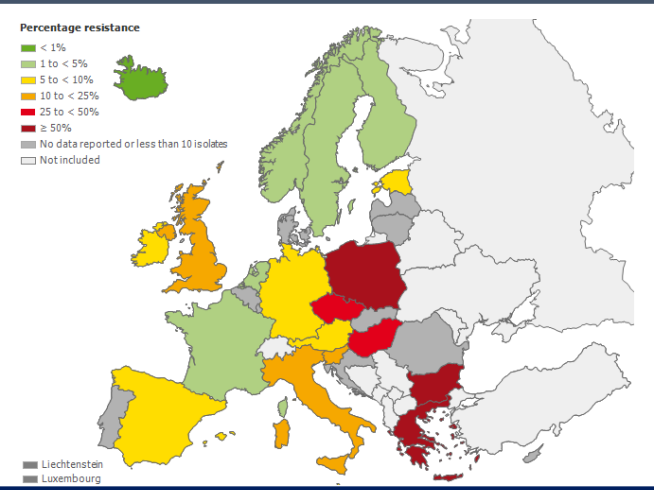 Percentage resistance
< 1%
1 to < 5%
5 to < 10%
10 to < 25%
25 to < 50%
≥ 50%
No data reported or less than 10 isolates
Not included
Liechtenstein
Luxembourg